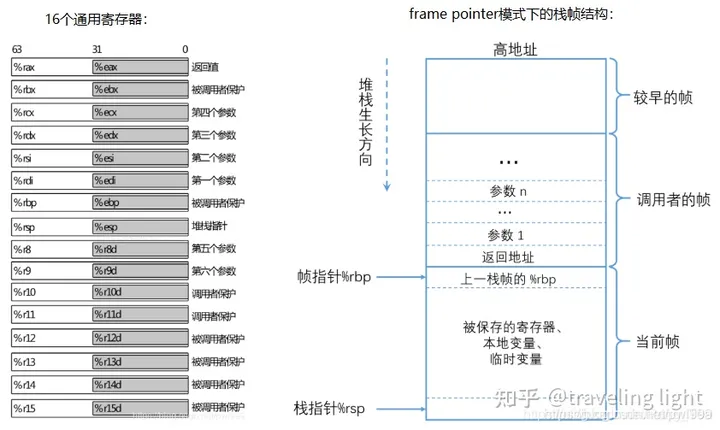 16个通用寄存器:
63 31 0
%rax %eax 返回值
%rbx %ebx 被调用者保护
%rcx %ecx 第四个参数
%rdx %edx 第三个参数
%rsi %esi 第二个参数
%rdi %edi 第一个参数
%rbp %ebp 被调用者保护
%rsp %esp 堆栈指针
%r8 %r8d 第五个参数
%r9 %r9d 第六个参数
%r10 %r10d 调用者保护
%r11 %r11d 调用者保护
%r12 %r12d 被调用者保护
%r13 %r13d 被调用者保护
%r14 %r14d 被调用者保护
%r15 %r15d 被调用者保护
frame pointer模式下的栈帧结构:
高地址
堆栈生长方向
较早的帧
...
参数 n
...
参数 1
返回地址
调用者的帧
帧指针%rbp
上一栈帧的 %rbp
被保存的寄存器、
本地变量、
临时变量
当前帧
栈指针%rsp
知乎 @traveling light